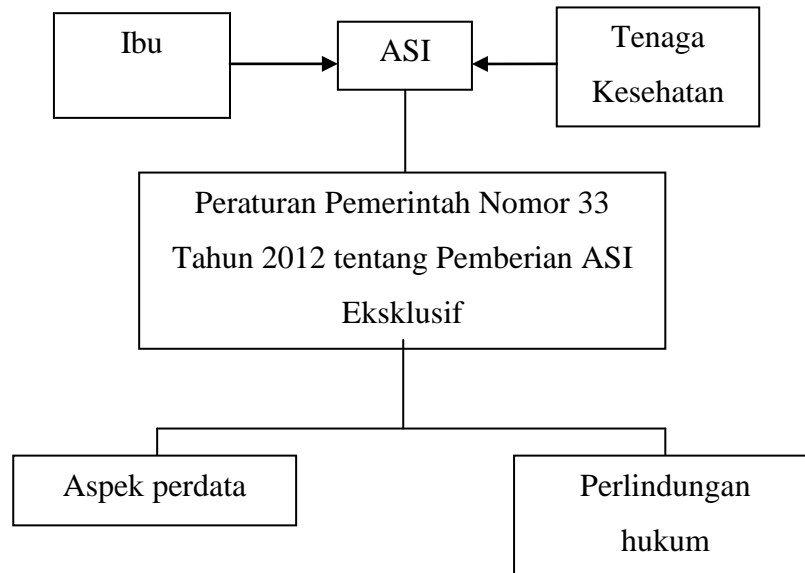 Ibu
ASI
Tenaga
Kesehatan
Peraturan Pemerintah Nomor 33
Tahun 2012 tentang Pemberian ASI
Eksklusif
Aspek perdata
Perlindungan
hukum